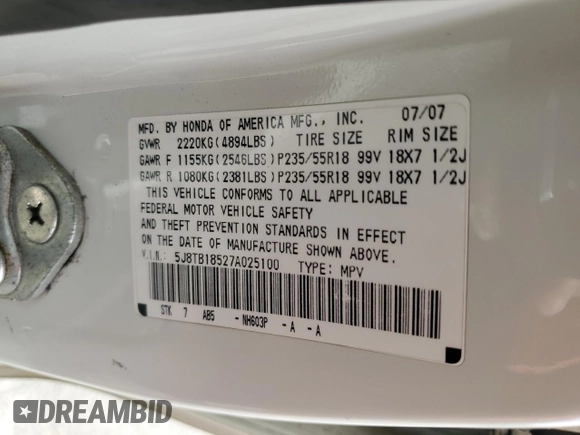 MFD. BY HONDA OF AMERICA MFG., INC. 07/07
GVWR 2220KG(4894LBS) TIRE SIZE RIM SIZE
GAWR F 1155KG(2546LBS)P235/55R18 99V 18X7 1/2J
GAWR R 1080KG(2381LBS)P235/55R18 99V 18X7 1/2J
THIS VEHICLE CONFORMS TO ALL APPLICABLE
FEDERAL MOTOR VEHICLE SAFETY
AND THEFT PREVENTION STANDARDS IN EFFECT
ON THE DATE OF MANUFACTURE SHOWN ABOVE.
V.I.N.: 5J8TB18527A025100 TYPE: MPV
STK 7 AB5 - NH603P - A - A
DREAMBID